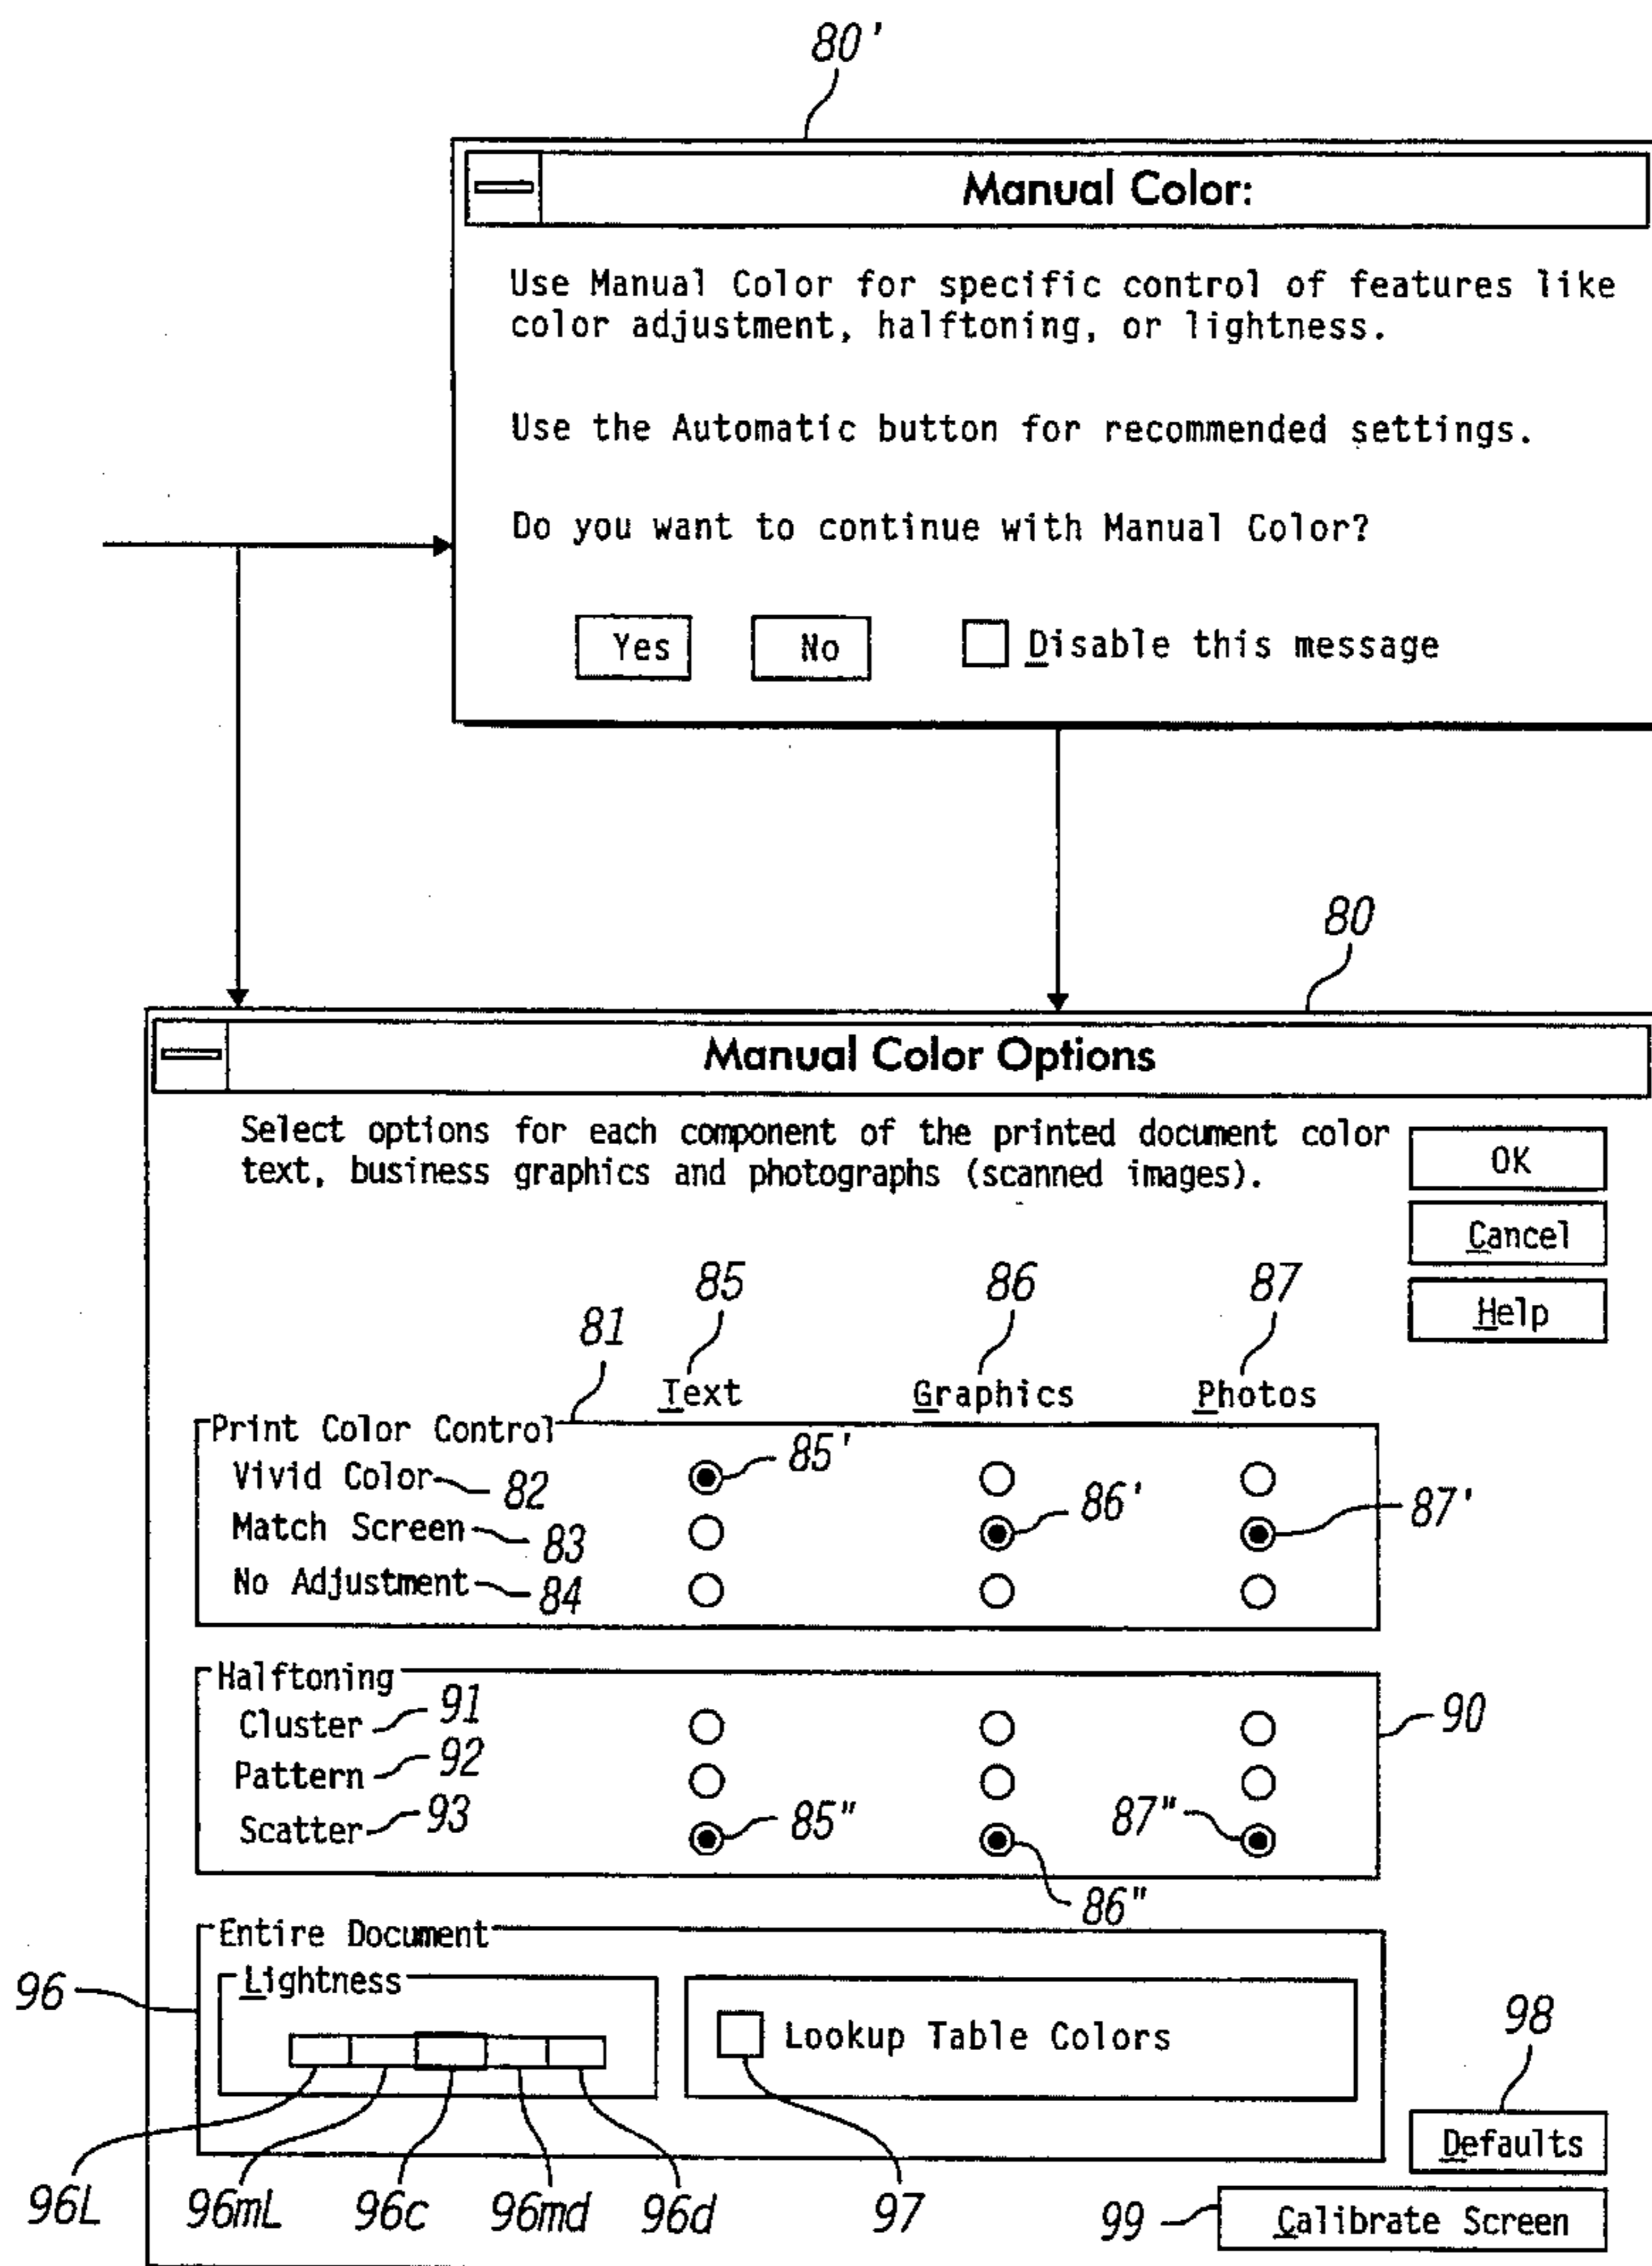 80'
Manual Color:
Use Manual Color for specific control of features like
color adjustment, halftoning, or lightness.
Use the Automatic button for recommended settings.
Do you want to continue with Manual Color?
Yes No Disable this message
80
Manual Color Options
Select options for each component of the printed document color
text, business graphics and photographs (scanned images).
OK
Cancel
Help
85 86 87
81
Text Graphics Photos
Print Color Control
Vivid Color 82 85'
Match Screen 83 86' 87'
No Adjustment 84
Halftoning
Cluster 91
90
Pattern 92
Scatter 93 85" 87"
86"
Entire Document
96
Lightness
Lookup Table Colors
98
Defaults
96L 96mL 96c 96md 96d 97
99 Calibrate Screen